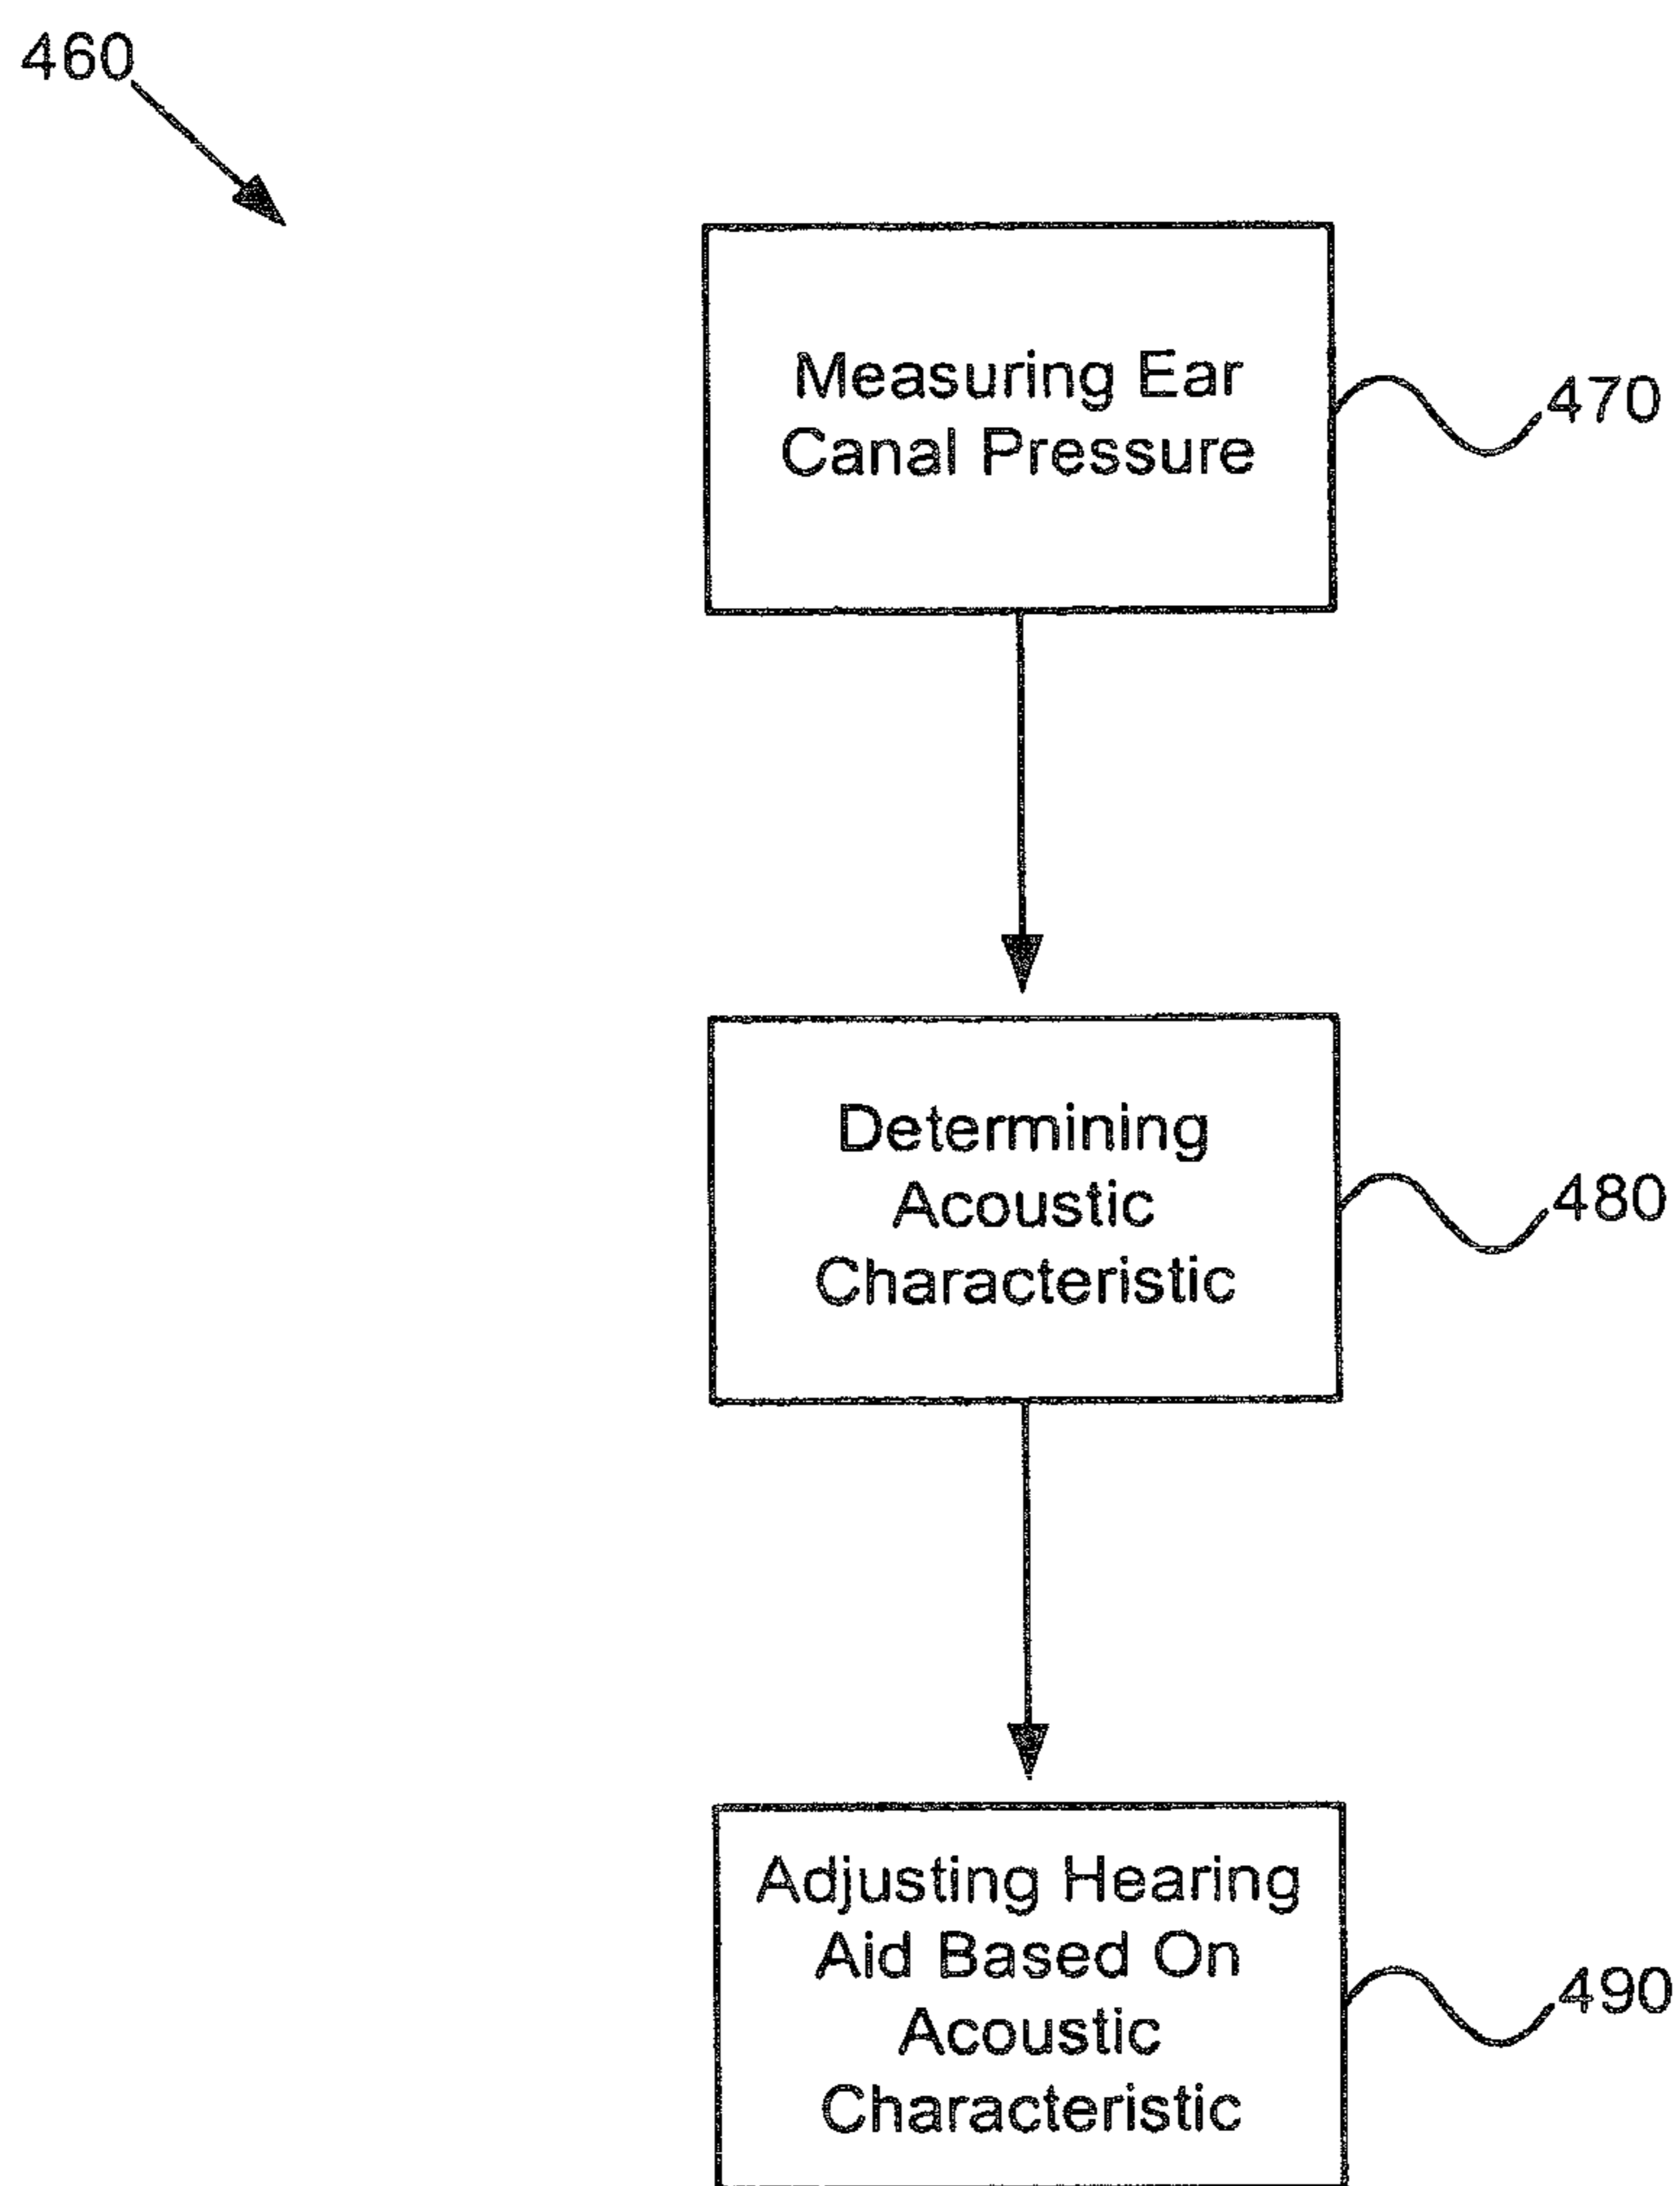 460
Measuring Ear
Canal Pressure
470
Determining
Acoustic
Characteristic
480
Adjusting Hearing
Aid Based On
Acoustic
Characteristic
490